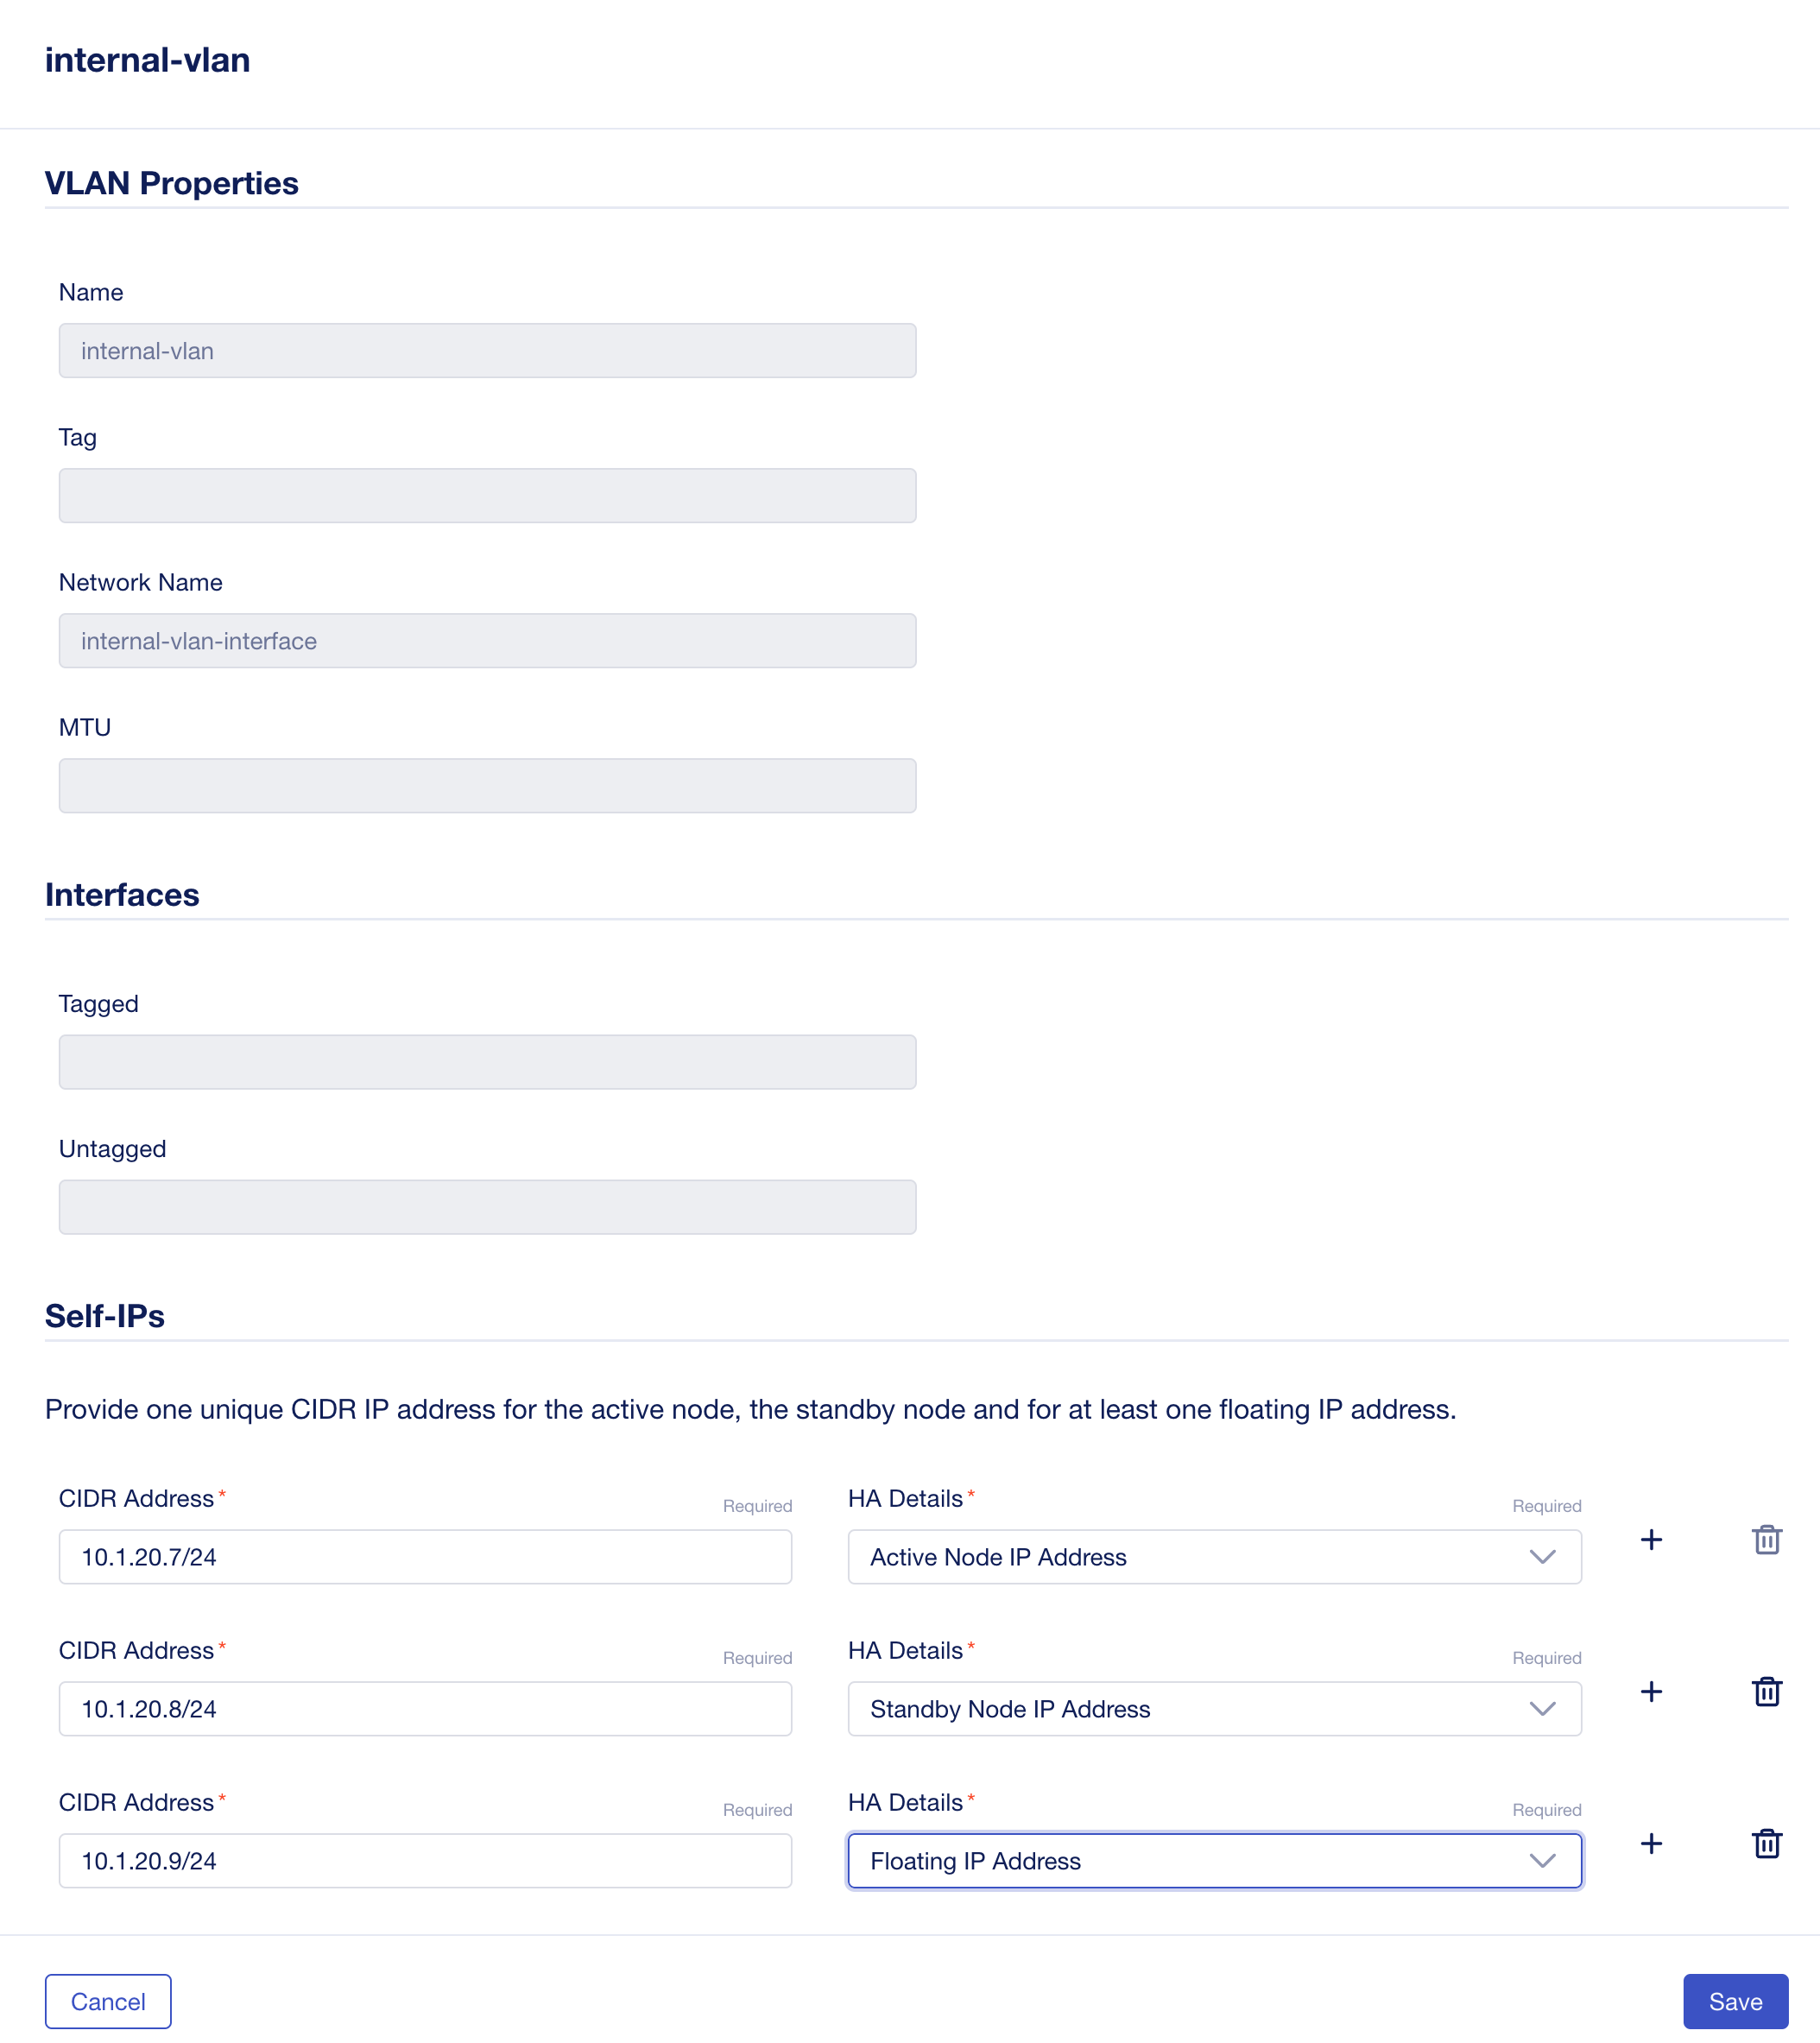 internal-vlan
VLAN Properties
Name
internal-vlan
Tag
Network Name
internal-vlan-interface
MTU
Interfaces
Tagged
Untagged
Self-IPs
Provide one unique CIDR IP address for the active node, the standby node and for at least one floating IP address.
CIDR Address* Required HA Details* Required
10.1.20.7/24 Active Node IP Address
CIDR Address* Required HA Details* Required
10.1.20.8/24 Standby Node IP Address
CIDR Address* Required HA Details* Required
10.1.20.9/24 Floating IP Address
Cancel Save